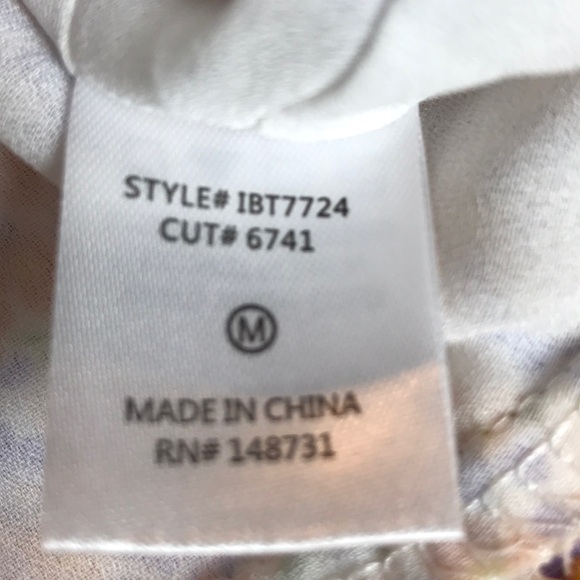 STYLE# IBT7724
CUT# 6741
M
MADE IN CHINA
RN# 148731